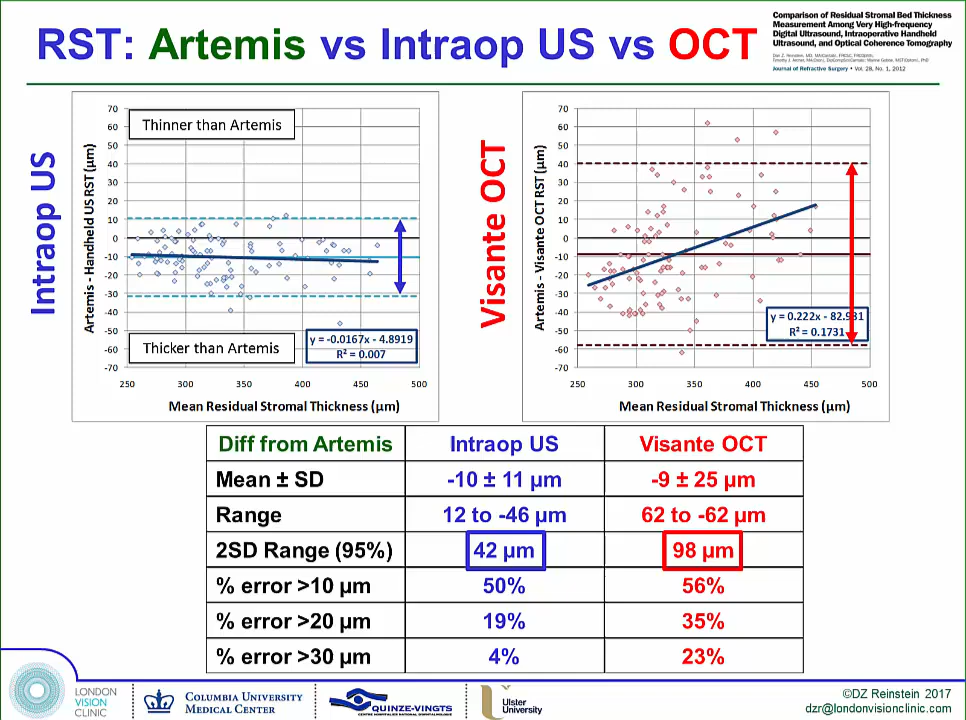 RST: Artemis vs Intraop US vs OCT
Comparison of Residual Stromal Bed Thickness
Measurement Among Very High-frequency
Digital Ultrasound, Intraoperative Handheld
Ultrasound, and Optical Coherence Tomography
Journal of Refractive Surgery • Vol. 28, No. 1, 2012
Intraop US
Artemis - Handheld US RST (µm)
70
60
50
40
30
20
10
0
-10
-20
-30
-40
-50
-60
-70
Thinner than Artemis
Thicker than Artemis
y = -0.0167x - 4.8919
R² = 0.007
250 300 350 400 450 500
Mean Residual Stromal Thickness (µm)
Visante OCT
Artemis - Visante OCT RST (µm)
70
60
50
40
30
20
10
0
-10
-20
-30
-40
-50
-60
-70
y = 0.222x - 82.931
R² = 0.1731
250 300 350 400 450 500
Mean Residual Stromal Thickness (µm)
Diff from Artemis Intraop US Visante OCT
Mean ± SD -10 ± 11 µm -9 ± 25 µm
Range 12 to -46 µm 62 to -62 µm
2SD Range (95%) 42 µm 98 µm
% error >10 µm 50% 56%
% error >20 µm 19% 35%
% error >30 µm 4% 23%
LONDON
VISION
CLINIC
COLUMBIA UNIVERSITY
MEDICAL CENTER
QUINZE-VINGTS
CENTRE HOSPITALIER NATIONAL D'OPHTALMOLOGIE
Ulster
University
©DZ Reinstein 2017
dzr@londonvisionclinic.com